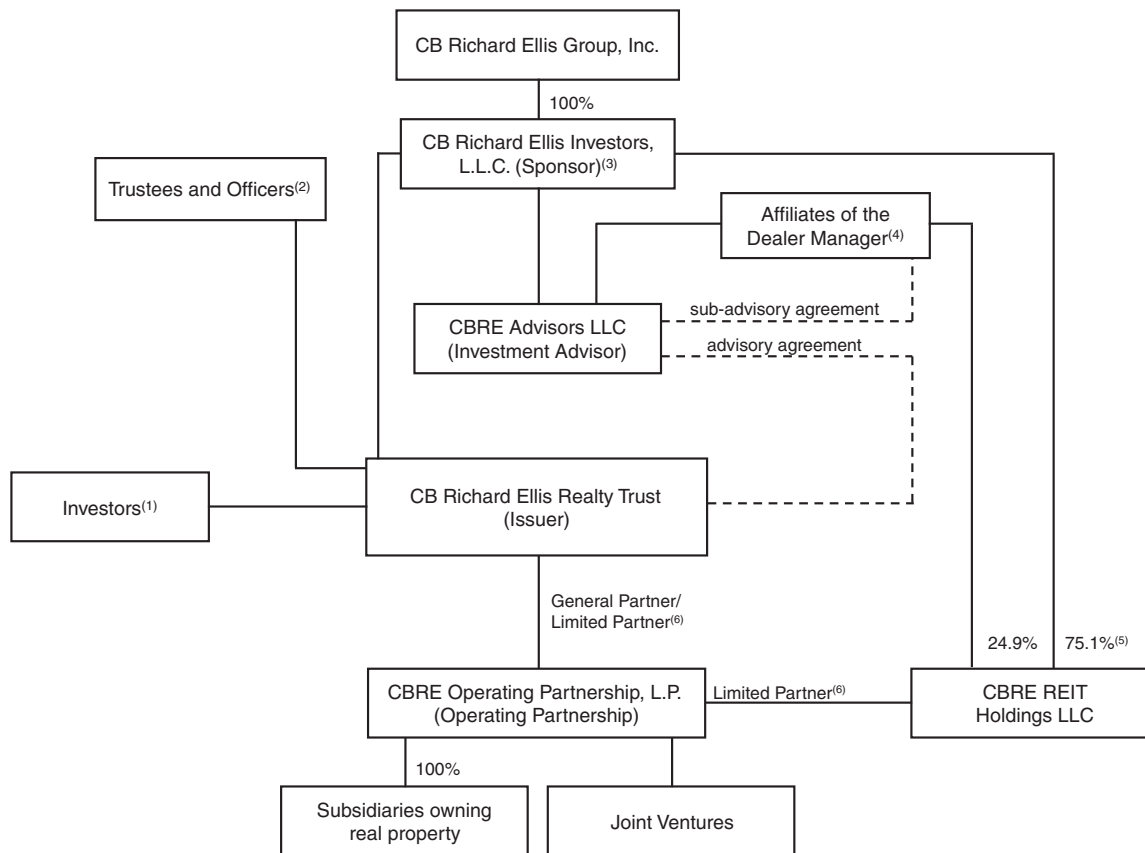 CB Richard Ellis Group, Inc.
100%
CB Richard Ellis Investors,
L.L.C. (Sponsor)(3)
Trustees and Officers(2)
Affiliates of the
Dealer Manager(4)
sub-advisory agreement
CBRE Advisors LLC
(Investment Advisor)
advisory agreement
CB Richard Ellis Realty Trust
(Issuer)
Investors(1)
General Partner/
Limited Partner(6)
24.9%
75.1%(5)
CBRE Operating Partnership, L.P.
(Operating Partnership)
Limited Partner(6)
CBRE REIT
Holdings LLC
100%
Subsidiaries owning
real property
Joint Ventures